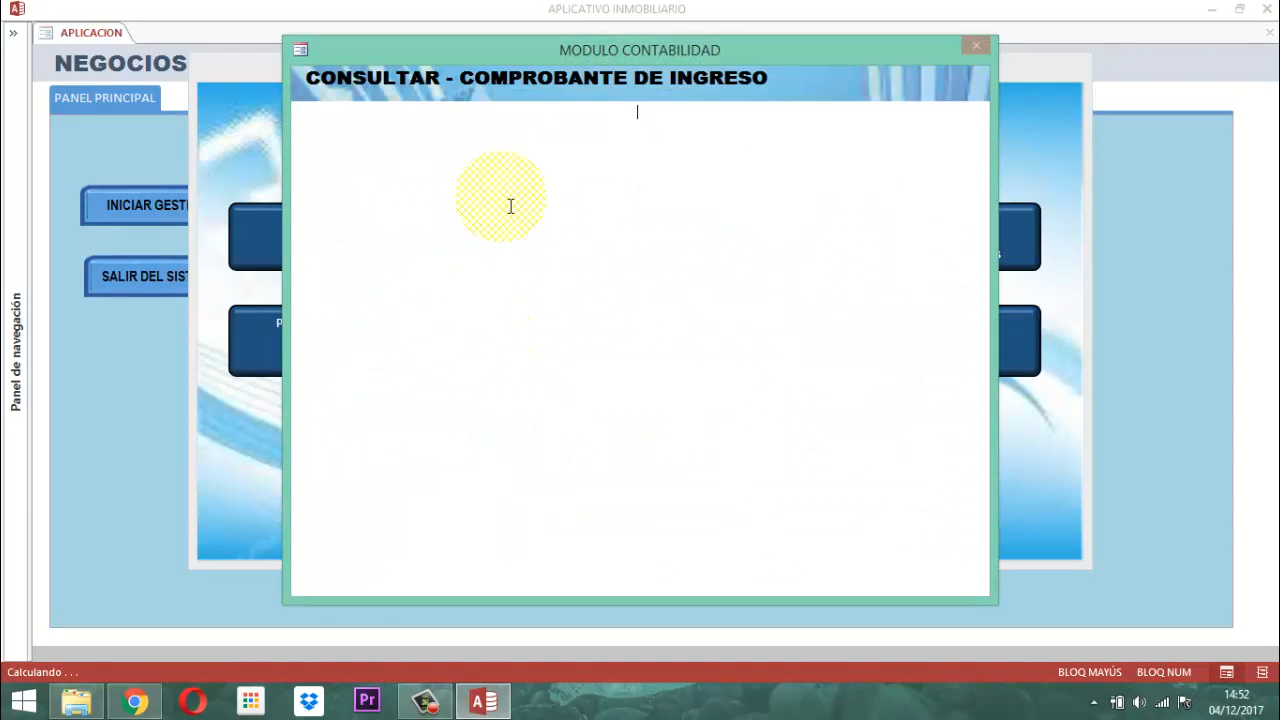 APLICATIVO INMOBILIARIO
APLICACION
MODULO CONTABILIDAD
NEGOCIOS
CONSULTAR - COMPROBANTE DE INGRESO
PANEL PRINCIPAL
INICIAR GESTI
SALIR DEL SIST
Panel de navegación
Calculando . . .
BLOQ MAYÚS
BLOQ NUM
Pr
14:52
04/12/2017